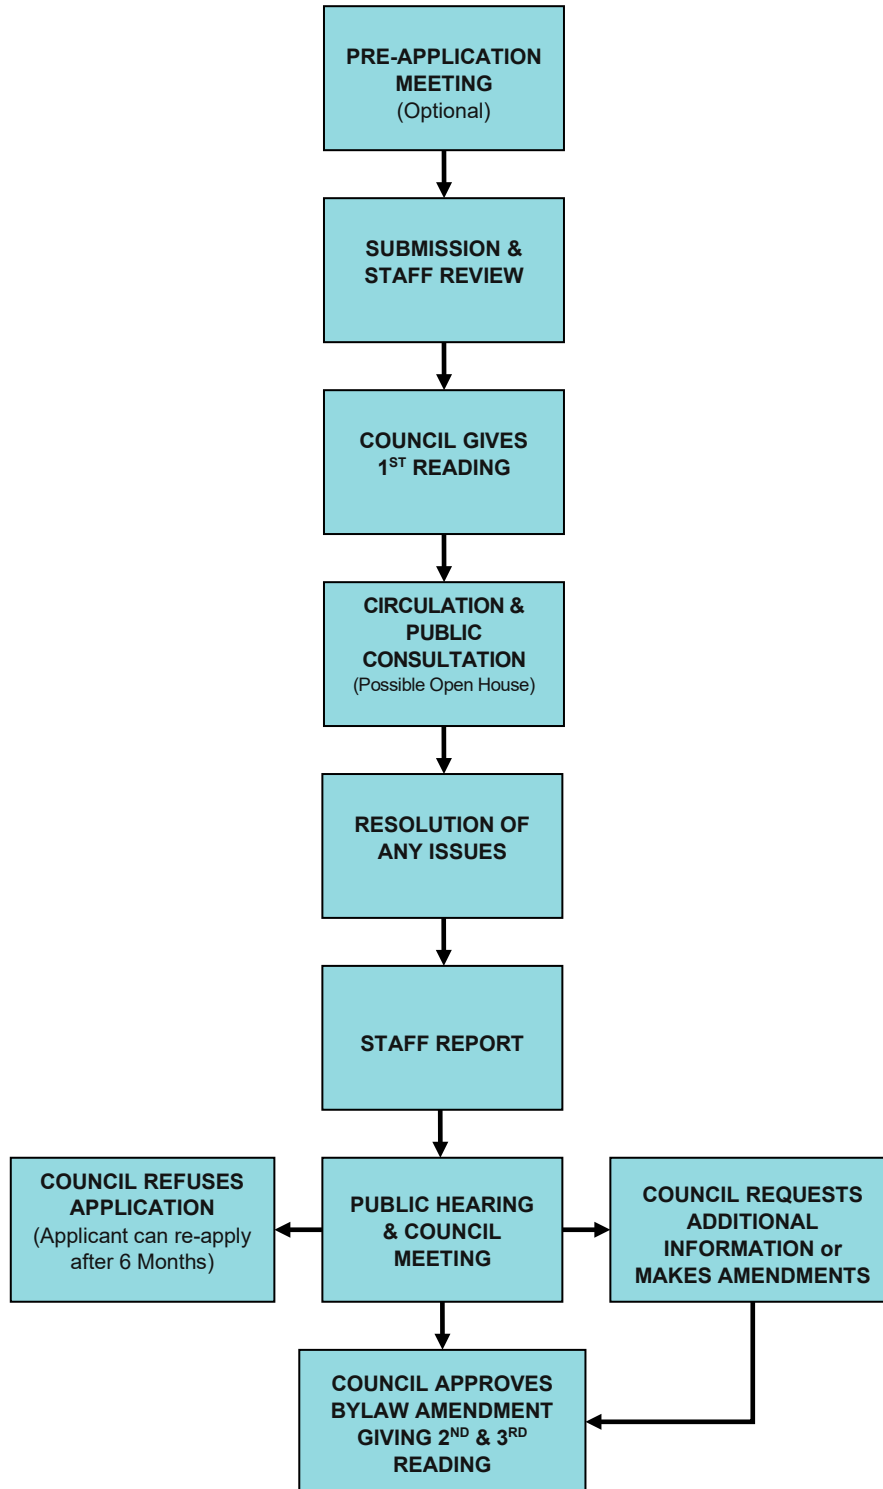 PRE-APPLICATION
MEETING
(Optional)
SUBMISSION &
STAFF REVIEW
COUNCIL GIVES
1ST READING
CIRCULATION &
PUBLIC
CONSULTATION
(Possible Open House)
RESOLUTION OF
ANY ISSUES
STAFF REPORT
COUNCIL REFUSES
APPLICATION
(Applicant can re-apply
after 6 Months)
PUBLIC HEARING
& COUNCIL
MEETING
COUNCIL REQUESTS
ADDITIONAL
INFORMATION or
MAKES AMENDMENTS
COUNCIL APPROVES
BYLAW AMENDMENT
GIVING 2ND & 3RD
READING